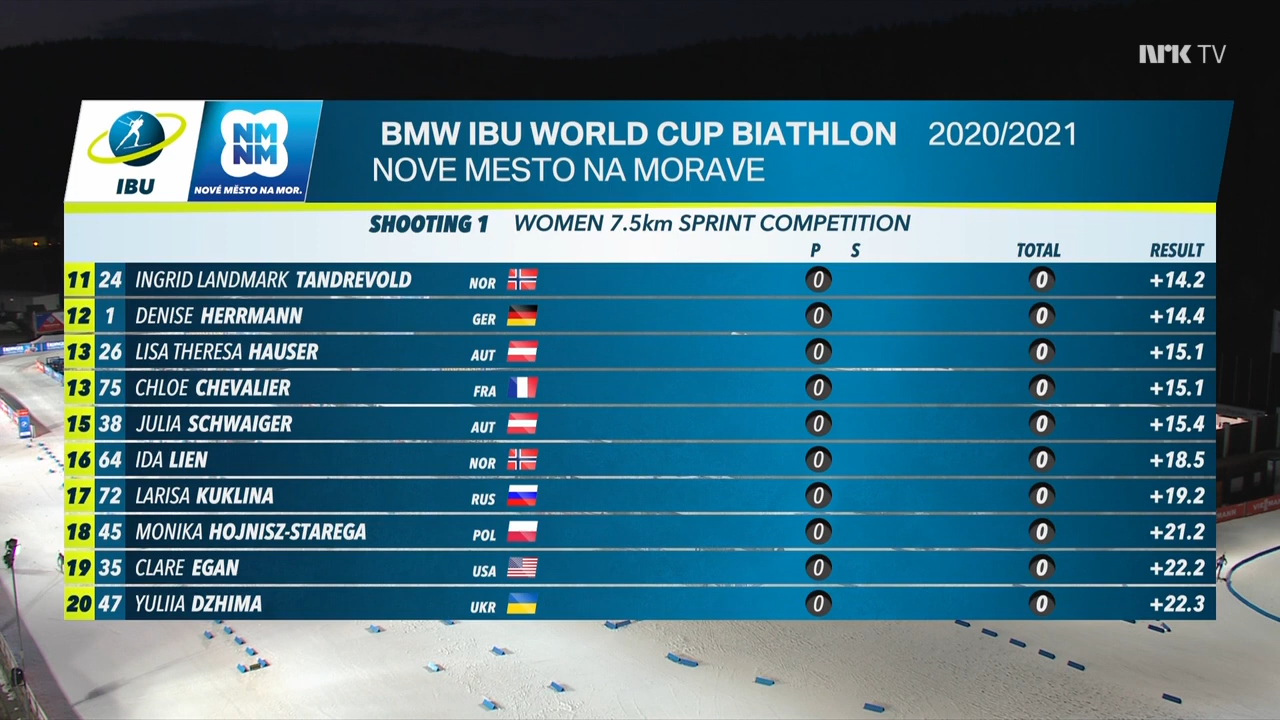 NRK TV
IBU
NM
NM
NOVÉ MĚSTO NA MOR.
BMW IBU WORLD CUP BIATHLON 2020/2021
NOVE MESTO NA MORAVE
SHOOTING 1 WOMEN 7.5km SPRINT COMPETITION
P S TOTAL RESULT
11 24 INGRID LANDMARK TANDREVOLD NOR 0 0 +14.2
12 1 DENISE HERRMANN GER 0 0 +14.4
13 26 LISA THERESA HAUSER AUT 0 0 +15.1
13 75 CHLOE CHEVALIER FRA 0 0 +15.1
15 38 JULIA SCHWAIGER AUT 0 0 +15.4
16 64 IDA LIEN NOR 0 0 +18.5
17 72 LARISA KUKLINA RUS 0 0 +19.2
18 45 MONIKA HOJNISZ-STAREGA POL 0 0 +21.2
19 35 CLARE EGAN USA 0 0 +22.2
20 47 YULIIA DZHIMA UKR 0 0 +22.3